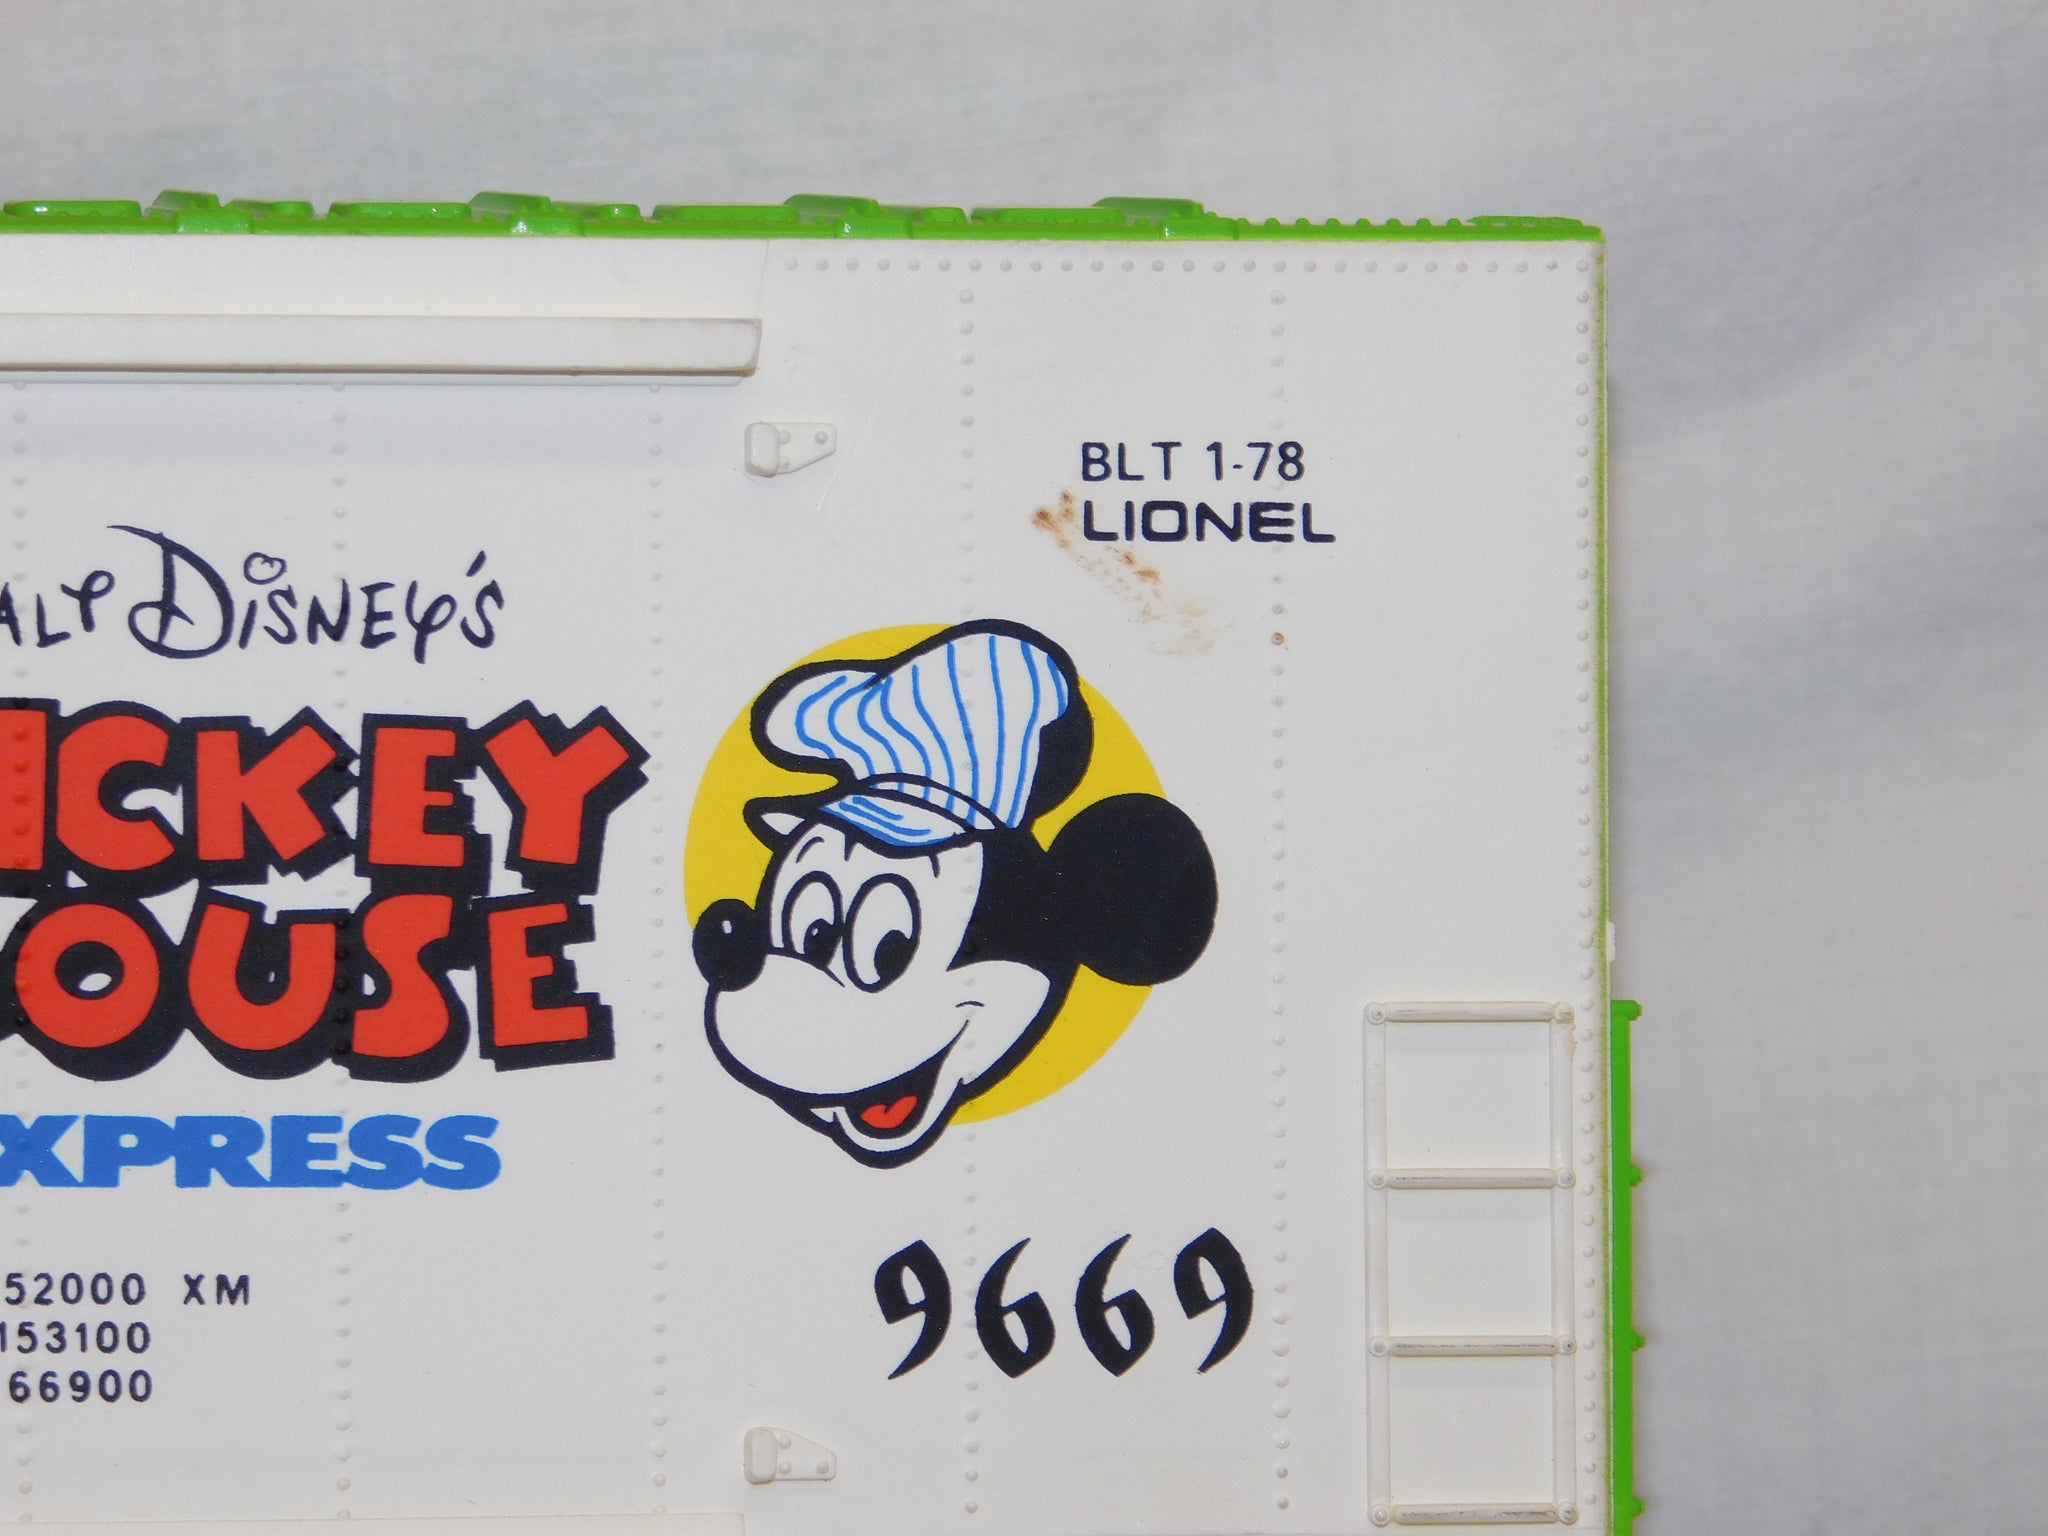 BLT 1-78
LIONEL
ALT DISNEY'S
ICKEY
OUSE
XPRESS
52000 XM
153100
66900
9669